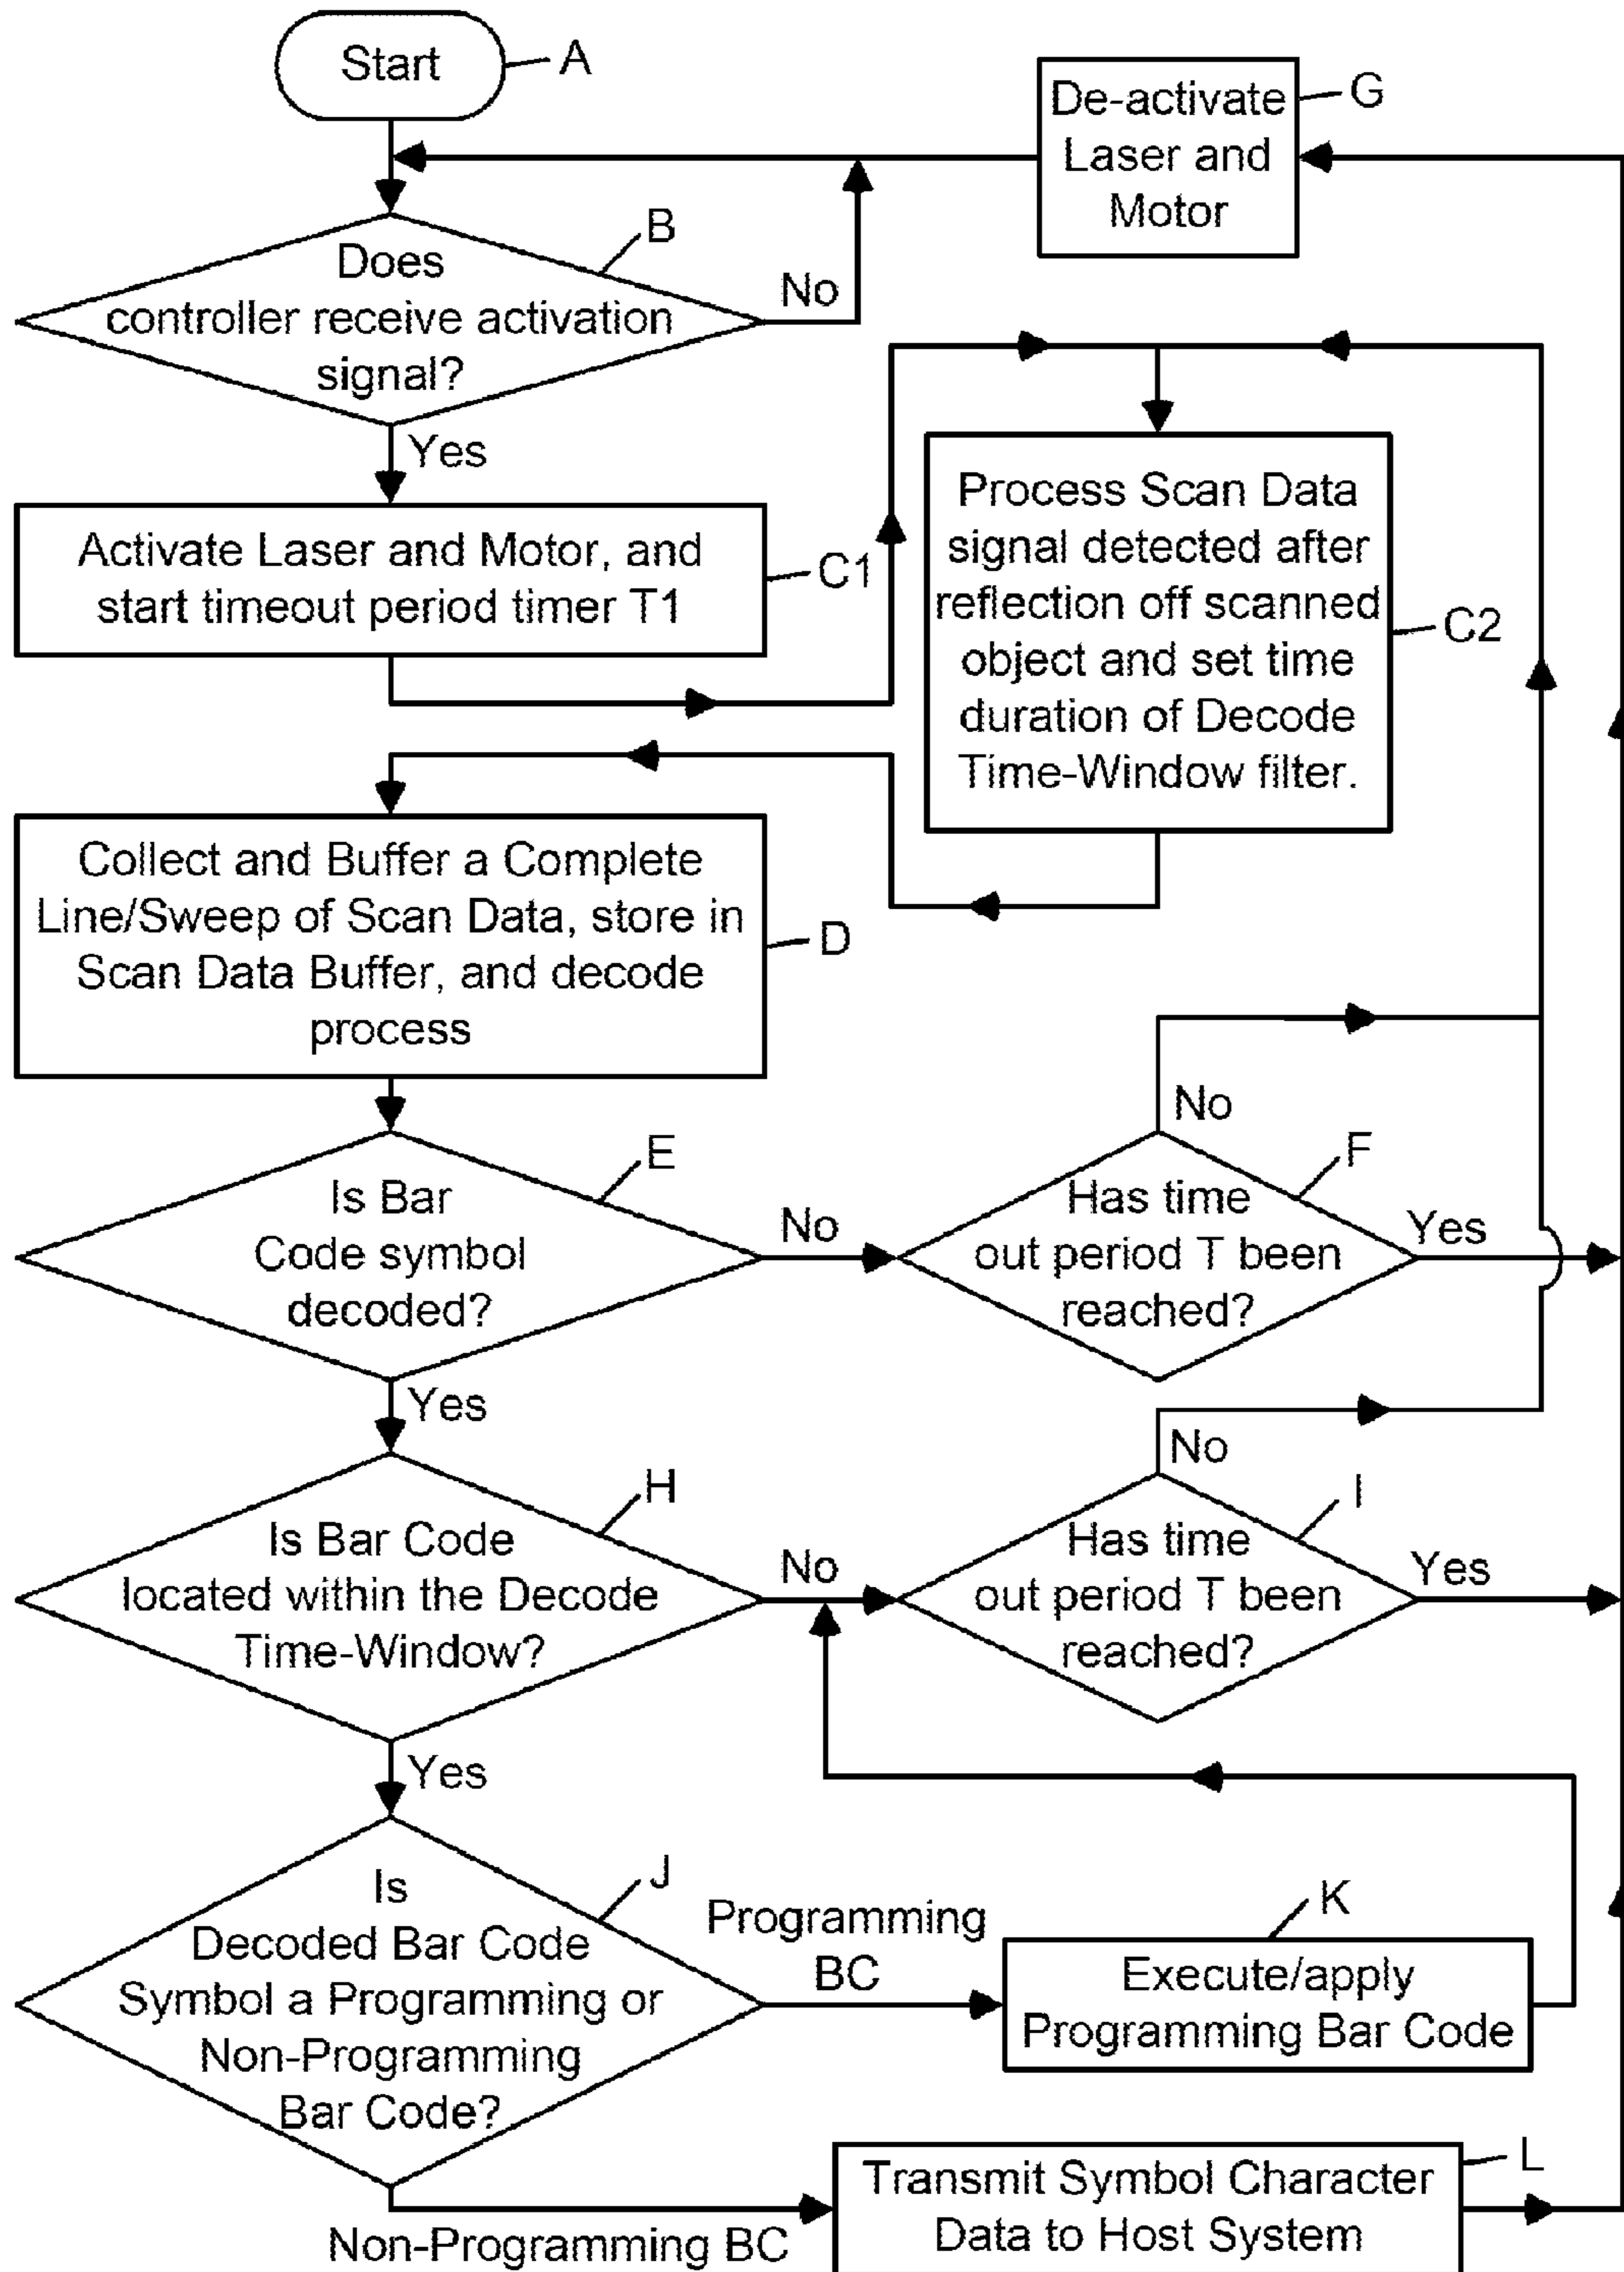 Start
A
De-activate
Laser and
Motor
G
Does
controller receive activation
signal?
B
No
Yes
Activate Laser and Motor, and
start timeout period timer T1
C1
Process Scan Data
signal detected after
reflection off scanned
object and set time
duration of Decode
Time-Window filter.
C2
Collect and Buffer a Complete
Line/Sweep of Scan Data, store in
Scan Data Buffer, and decode
process
D
Is Bar
Code symbol
decoded?
E
No
Yes
Has time
out period T been
reached?
F
No
Yes
Is Bar Code
located within the Decode
Time-Window?
H
No
Yes
Has time
out period T been
reached?
I
No
Yes
Is
Decoded Bar Code
Symbol a Programming or
Non-Programming
Bar Code?
J
Programming
BC
Execute/apply
Programming Bar Code
K
Non-Programming BC
Transmit Symbol Character
Data to Host System
L